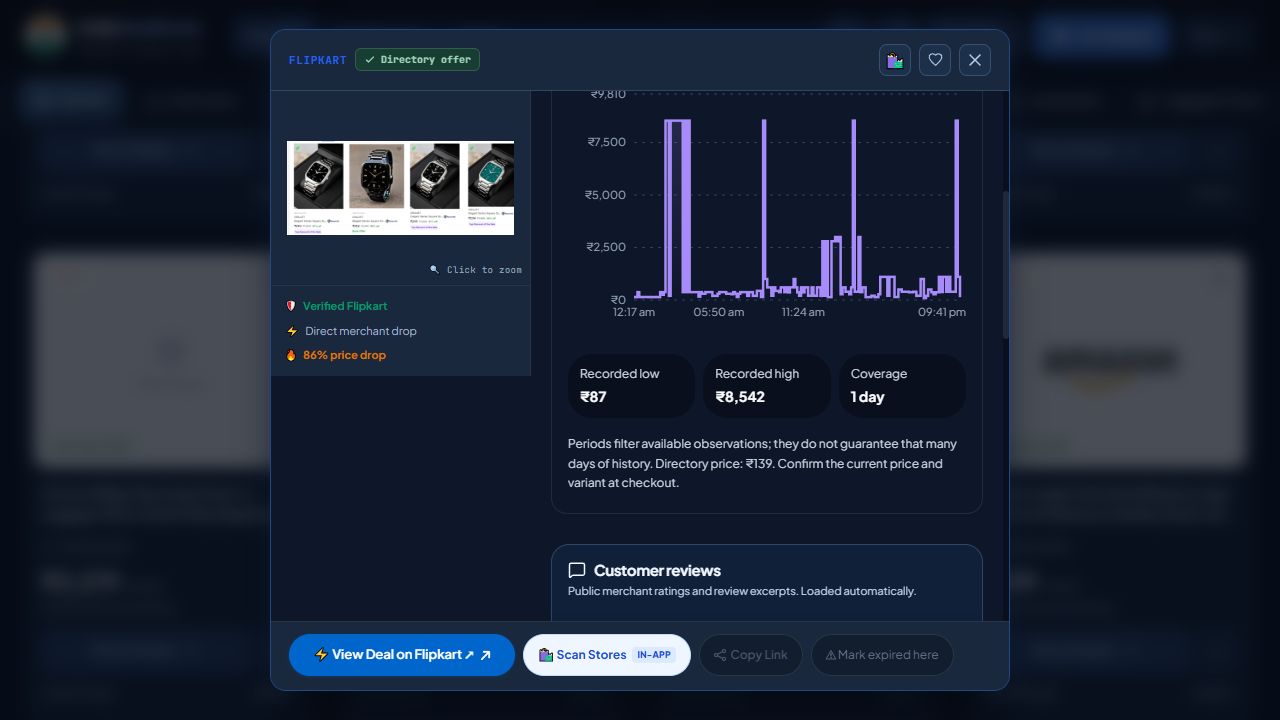 FLIPKART
Directory offer
Click to zoom
Verified Flipkart
Direct merchant drop
86% price drop
₹9,810
₹7,500
₹5,000
₹2,500
₹0
12:17 am 05:50 am 11:24 am 09:41 pm
Recorded low
₹87
Recorded high
₹8,542
Coverage
1 day
Periods filter available observations; they do not guarantee that many
days of history. Directory price: ₹139. Confirm the current price and
variant at checkout.
Customer reviews
Public merchant ratings and review excerpts. Loaded automatically.
View Deal on Flipkart ↗ ↗
Scan Stores IN-APP
Copy Link
⚠Mark expired here